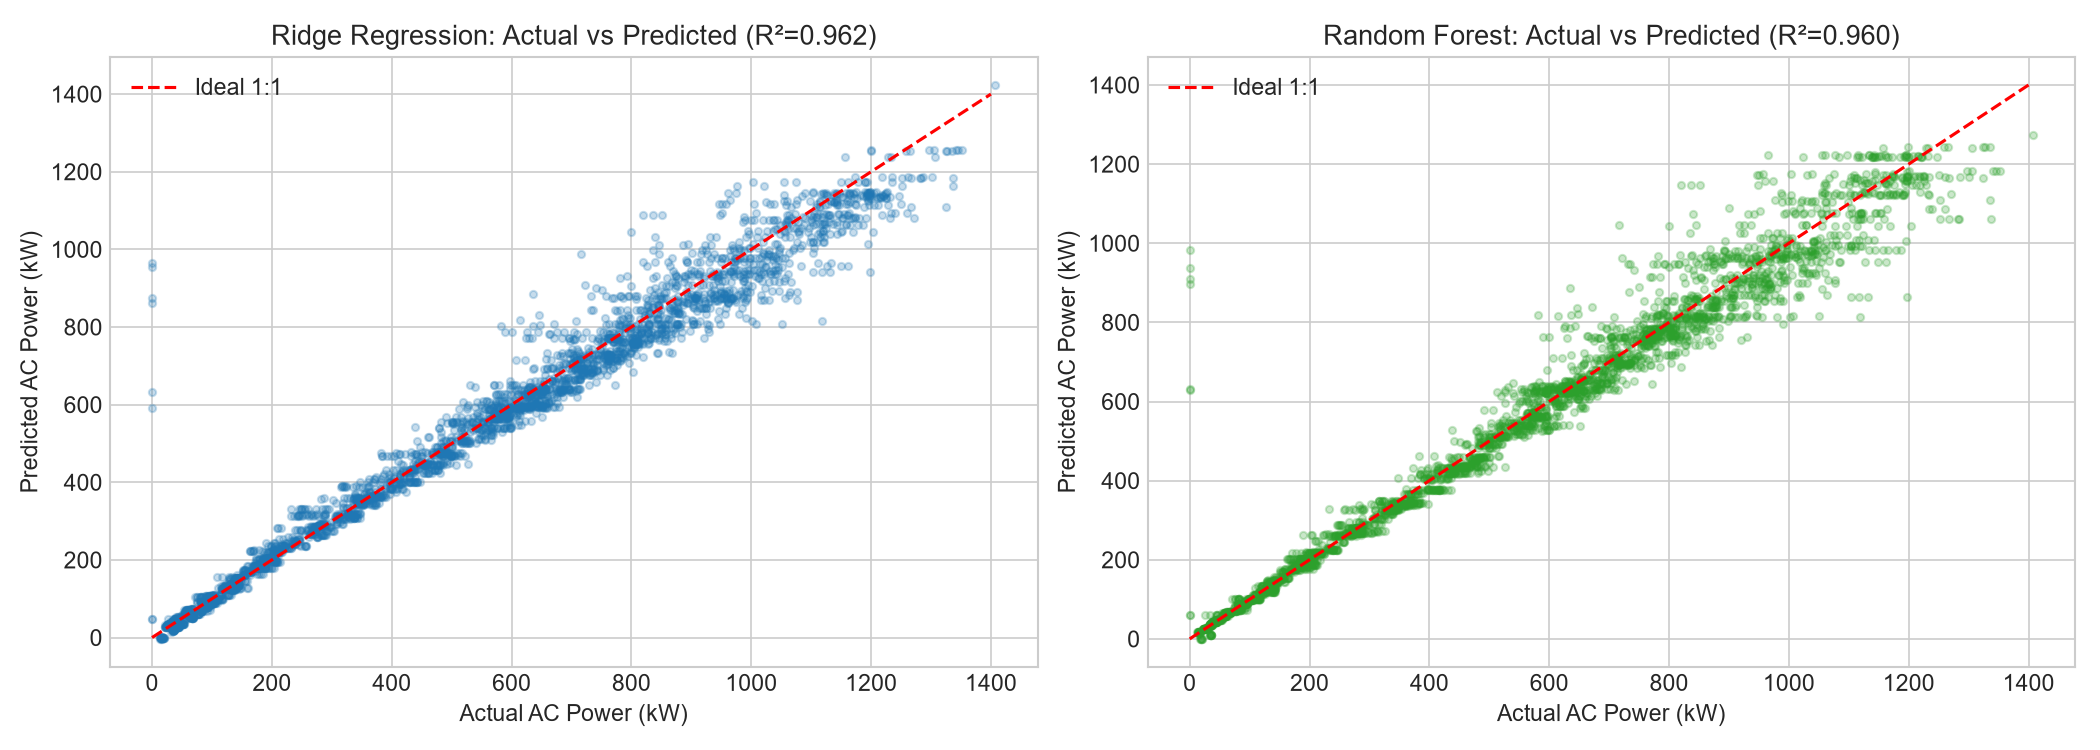 Ridge Regression: Actual vs Predicted (R²=0.962)
Ideal 1:1
1400
1200
1000
800
600
400
200
0
Predicted AC Power (kW)
0 200 400 600 800 1000 1200 1400
Actual AC Power (kW)
Random Forest: Actual vs Predicted (R²=0.960)
Ideal 1:1
1400
1200
1000
800
600
400
200
0
Predicted AC Power (kW)
0 200 400 600 800 1000 1200 1400
Actual AC Power (kW)